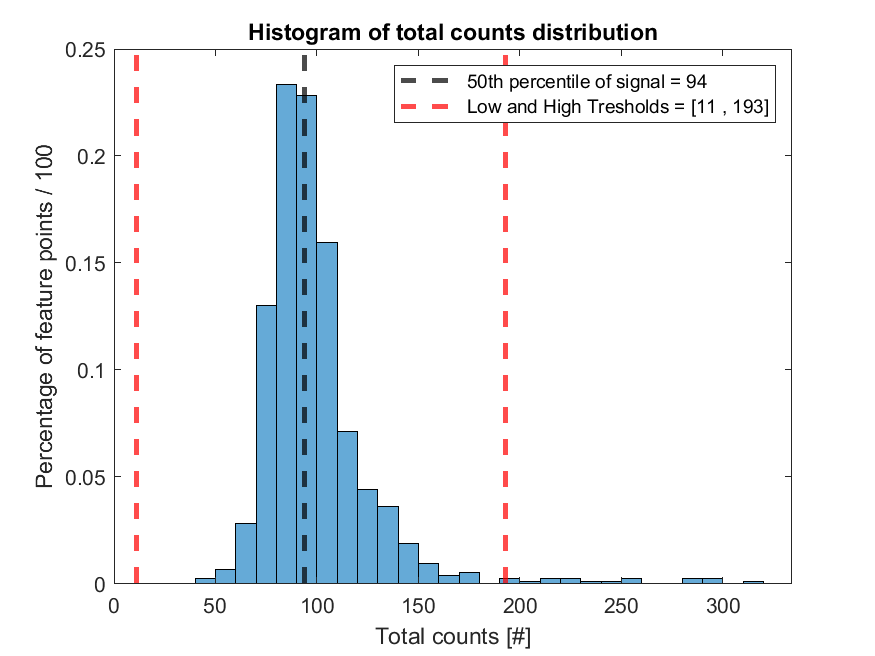 Histogram of total counts distribution
50th percentile of signal = 94
Low and High Tresholds = [11 , 193]
Percentage of feature points / 100
0.25
0.2
0.15
0.1
0.05
0
0 50 100 150 200 250 300
Total counts [#]